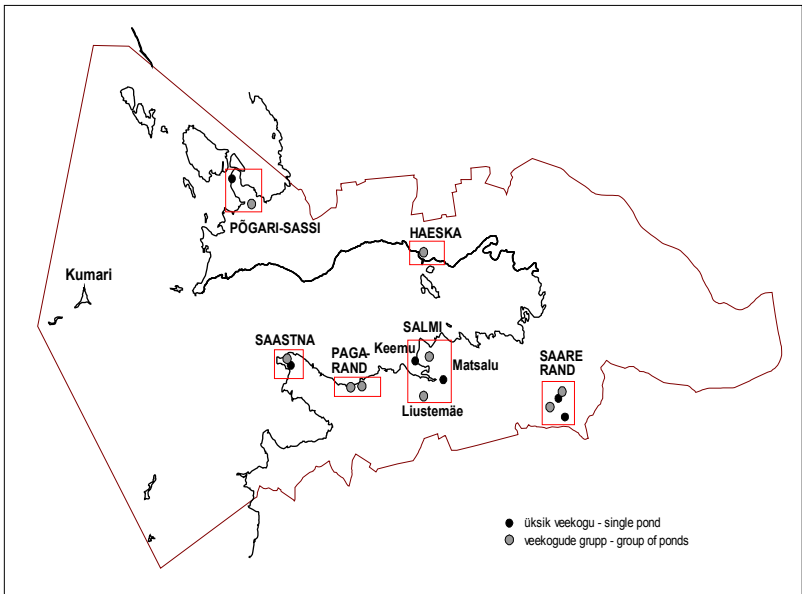 PÕGARI-SASSI
HAESKA
Kumari
SALMI
SAASTNA
PAGA-
RAND
Keemu
Matsalu
SAARE
RAND
Liustemäe
üksik veekogu - single pond
veekogude grupp - group of ponds